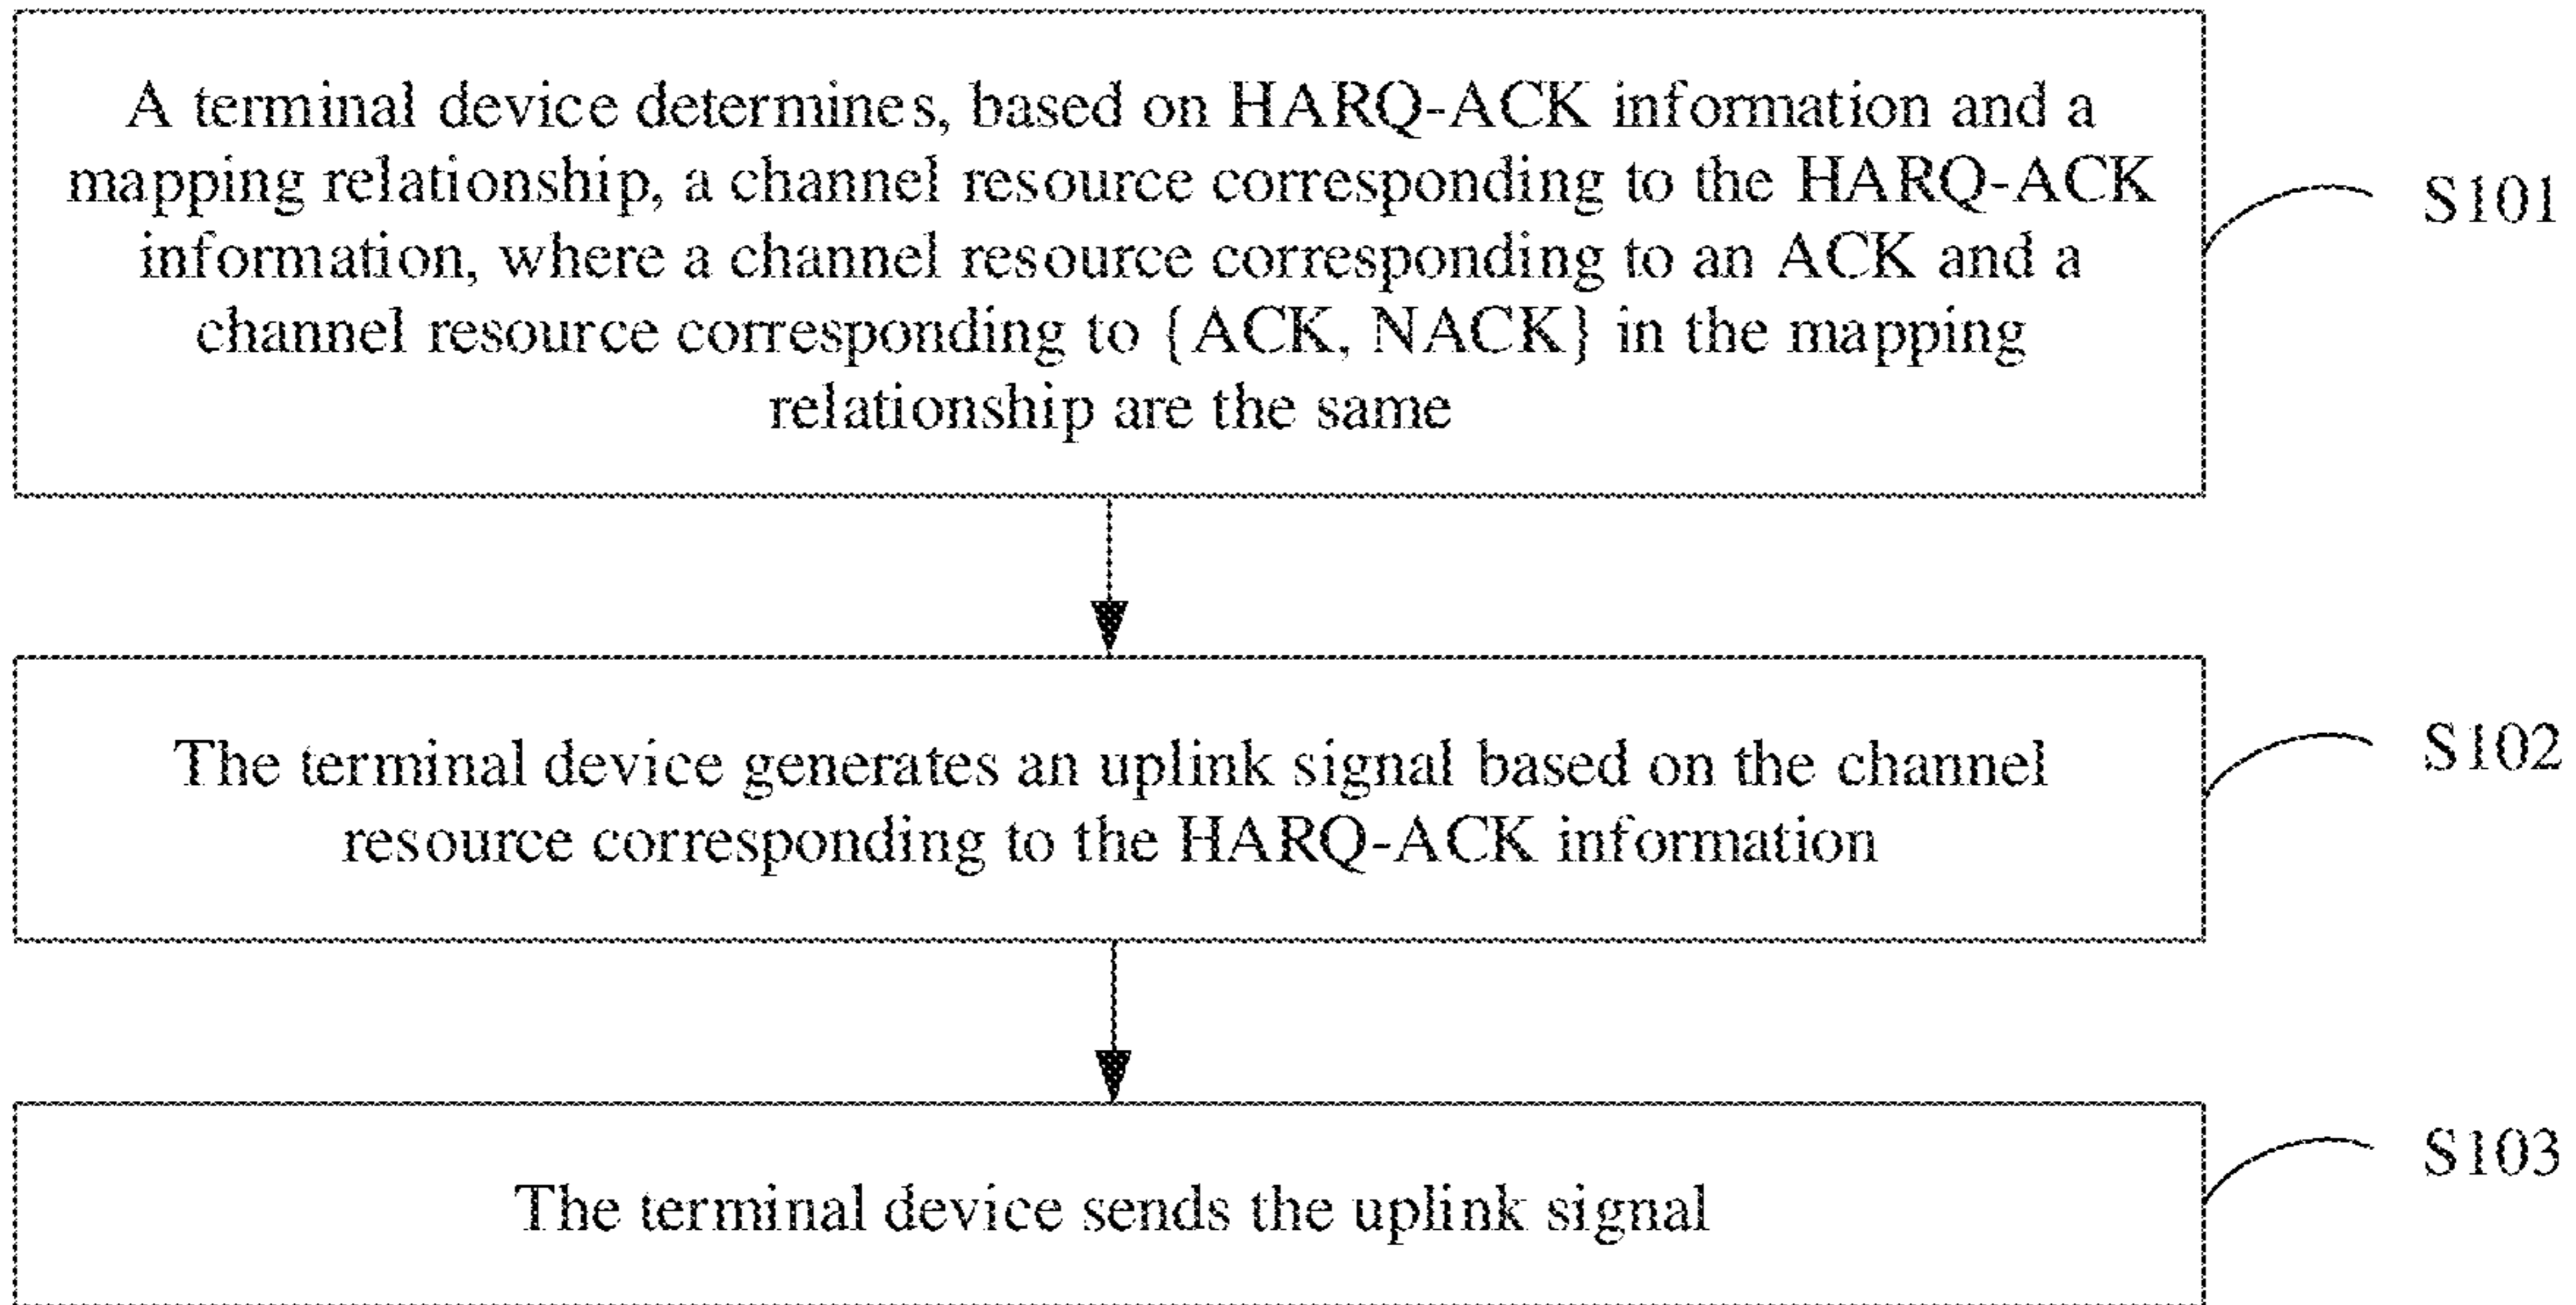 A terminal device determines, based on HARQ-ACK information and a
mapping relationship, a channel resource corresponding to the HARQ-ACK
information, where a channel resource corresponding to an ACK and a
channel resource corresponding to {ACK, NACK} in the mapping
relationship are the same
S101
The terminal device generates an uplink signal based on the channel
resource corresponding to the HARQ-ACK information
S102
The terminal device sends the uplink signal
S103